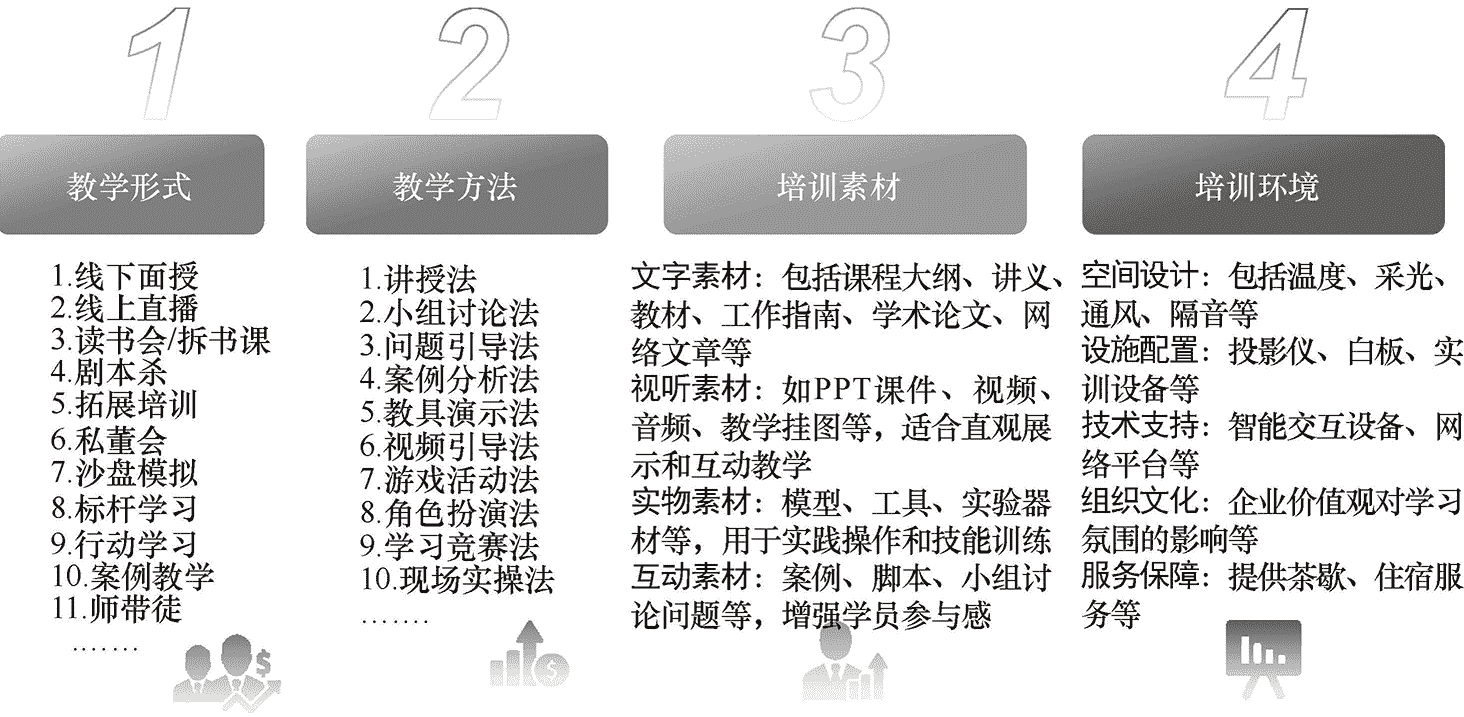 1
教学形式
1.线下面授
2.线上直播
3.读书会/拆书课
4.剧本杀
5.拓展培训
6.私董会
7.沙盘模拟
8.标杆学习
9.行动学习
10.案例教学
11.师带徒
.......
2
教学方法
1.讲授法
2.小组讨论法
3.问题引导法
4.案例分析法
5.教具演示法
6.视频引导法
7.游戏活动法
8.角色扮演法
9.学习竞赛法
10.现场实操法
.......
3
培训素材
文字素材：包括课程大纲、讲义、
教材、工作指南、学术论文、网
络文章等
视听素材：如PPT课件、视频、
音频、教学挂图等，适合直观展
示和互动教学
实物素材：模型、工具、实验器
材等，用于实践操作和技能训练
互动素材：案例、脚本、小组讨
论问题等，增强学员参与感
4
培训环境
空间设计：包括温度、采光、
通风、隔音等
设施配置：投影仪、白板、实
训设备等
技术支持：智能交互设备、网
络平台等
组织文化：企业价值观对学习
氛围的影响等
服务保障：提供茶歇、住宿服
务等